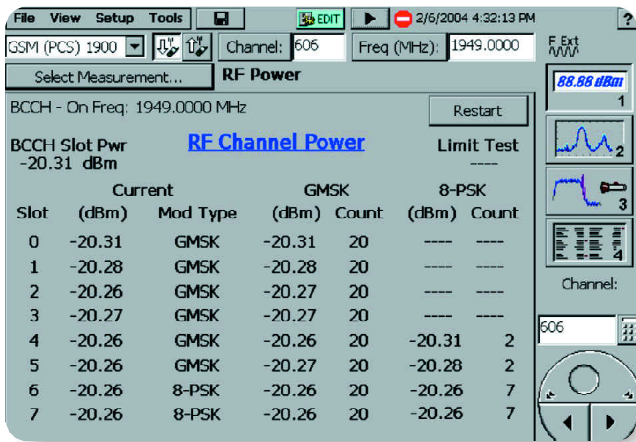 File View Setup Tools EDIT 2/6/2004 4:32:13 PM ?
GSM (PCS) 1900 Channel: 606 Freq (MHz): 1949.0000 F Ext
Select Measurement... RF Power
88.88 dBm
1
BCCH - On Freq: 1949.0000 MHz Restart
BCCH Slot Pwr RF Channel Power Limit Test
-20.31 dBm ----
2
Current GMSK 8-PSK
Slot (dBm) Mod Type (dBm) Count (dBm) Count
3
0 -20.31 GMSK -20.31 20 ---- ----
1 -20.28 GMSK -20.28 20 ---- ----
4
2 -20.26 GMSK -20.27 20 ---- ----
Channel:
3 -20.27 GMSK -20.27 20 ---- ----
606
4 -20.26 GMSK -20.26 20 -20.31 2
5 -20.26 GMSK -20.27 20 -20.28 2
6 -20.26 8-PSK -20.26 20 -20.26 7
7 -20.26 8-PSK -20.26 20 -20.26 7